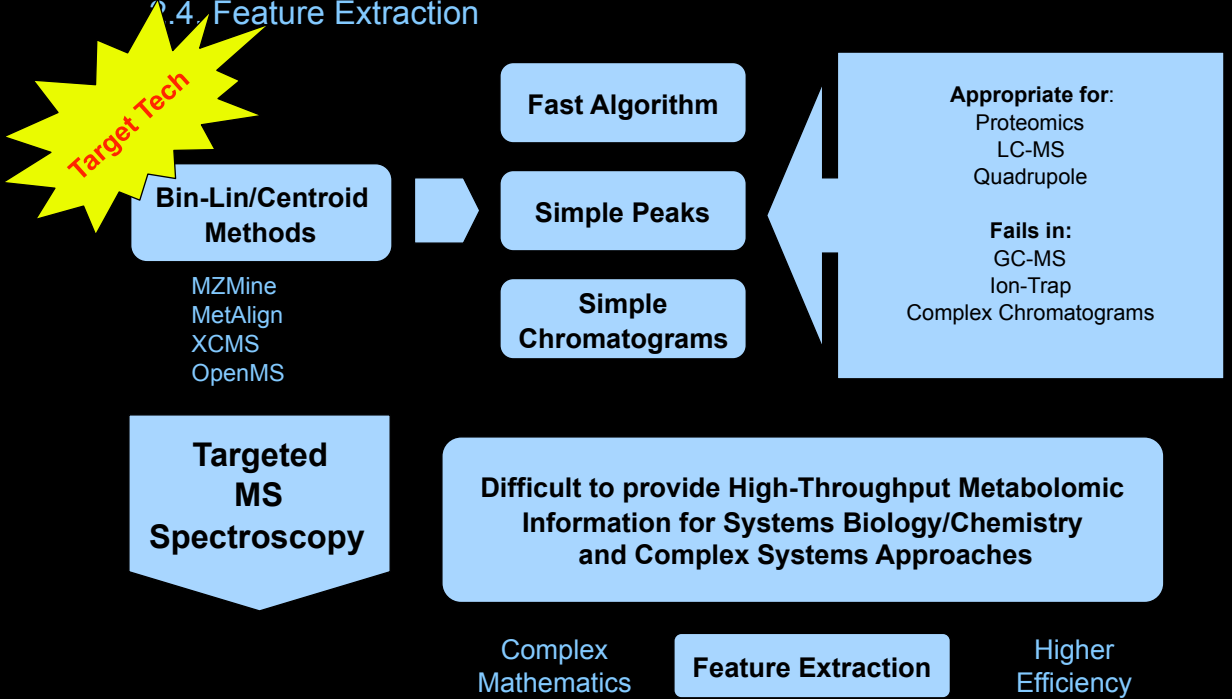 2.4. Feature Extraction
Target Tech
Bin-Lin/Centroid
Methods
MZMine
MetAlign
XCMS
OpenMS
Fast Algorithm
Simple Peaks
Simple
Chromatograms
Appropriate for:
Proteomics
LC-MS
Quadrupole
Fails in:
GC-MS
Ion-Trap
Complex Chromatograms
Targeted
MS
Spectroscopy
Difficult to provide High-Throughput Metabolomic
Information for Systems Biology/Chemistry
and Complex Systems Approaches
Complex
Mathematics
Feature Extraction
Higher
Efficiency